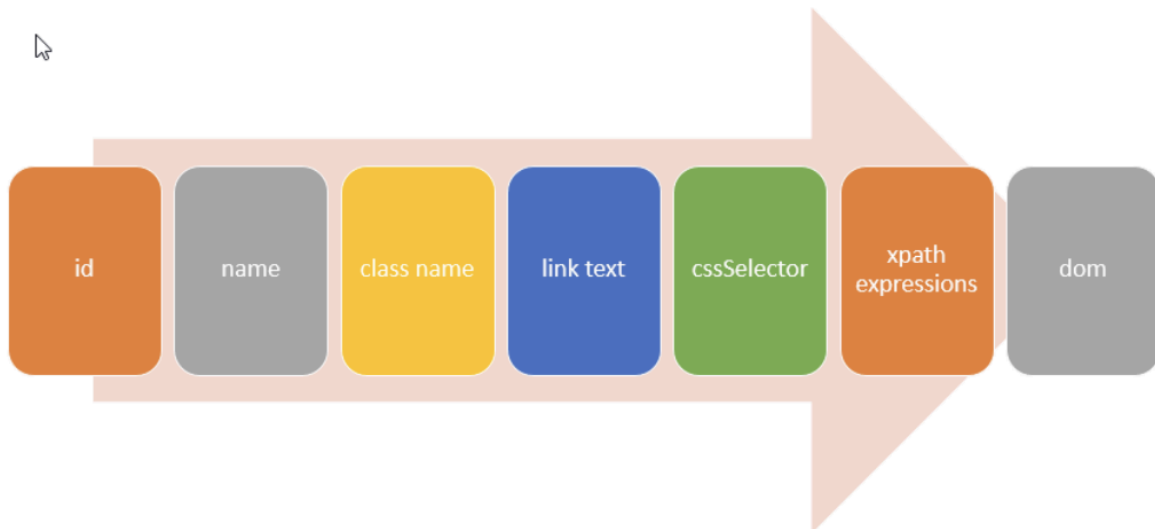 id
name
class name
link text
cssSelector
xpath
expressions
dom